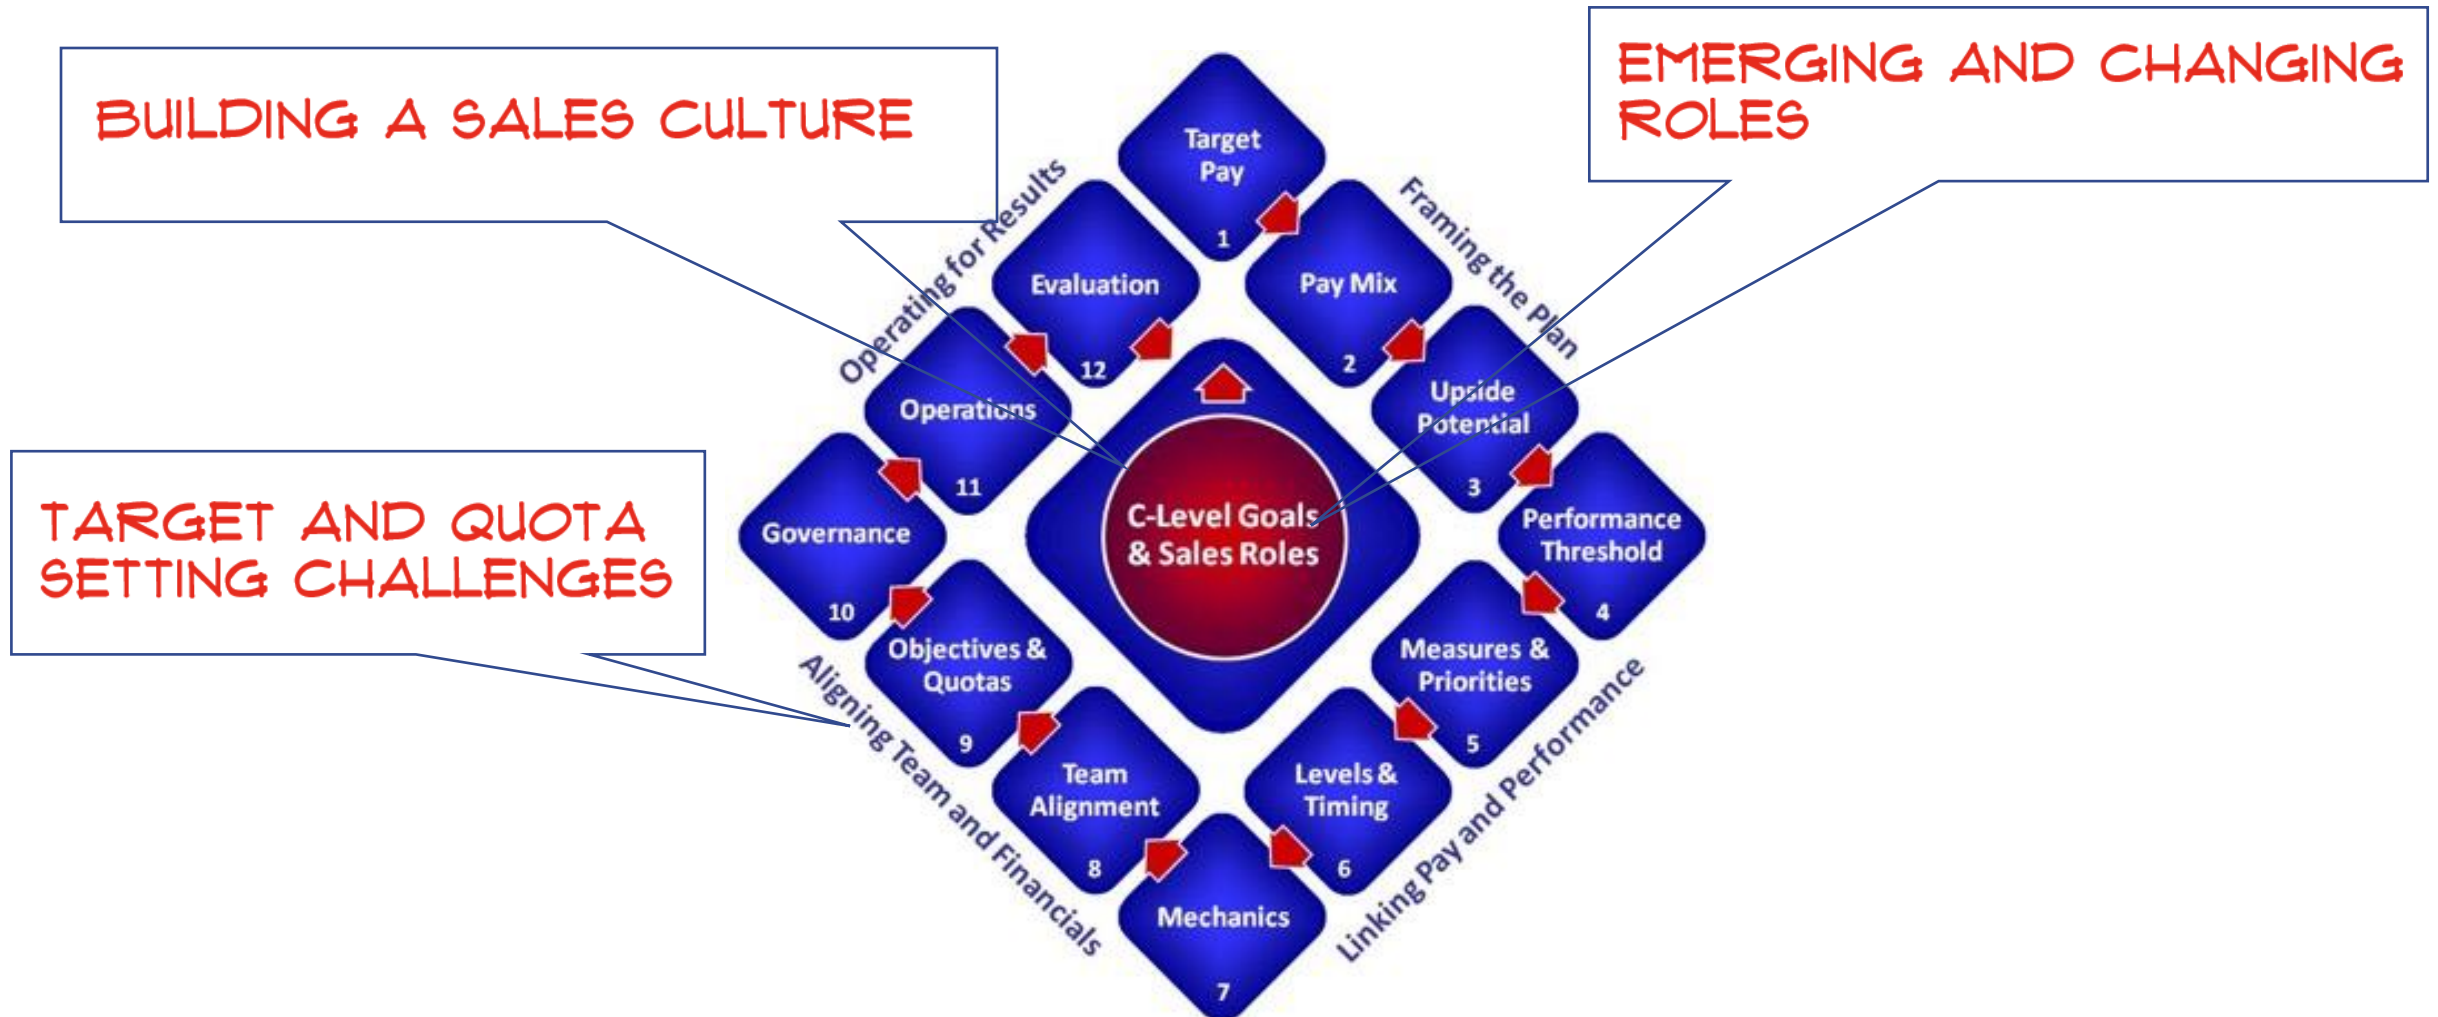 BUILDING A SALES CULTURE
EMERGING AND CHANGING
ROLES
TARGET AND QUOTA
SETTING CHALLENGES
Operating for Results
Framing the Plan
Linking Pay and Performance
Aligning Team and Financials
C-Level Goals
& Sales Roles
Target
Pay
1
Pay Mix
2
Upside
Potential
3
Performance
Threshold
4
Measures &
Priorities
5
Levels &
Timing
6
Mechanics
7
Team
Alignment
8
Objectives &
Quotas
9
Governance
10
Operations
11
Evaluation
12